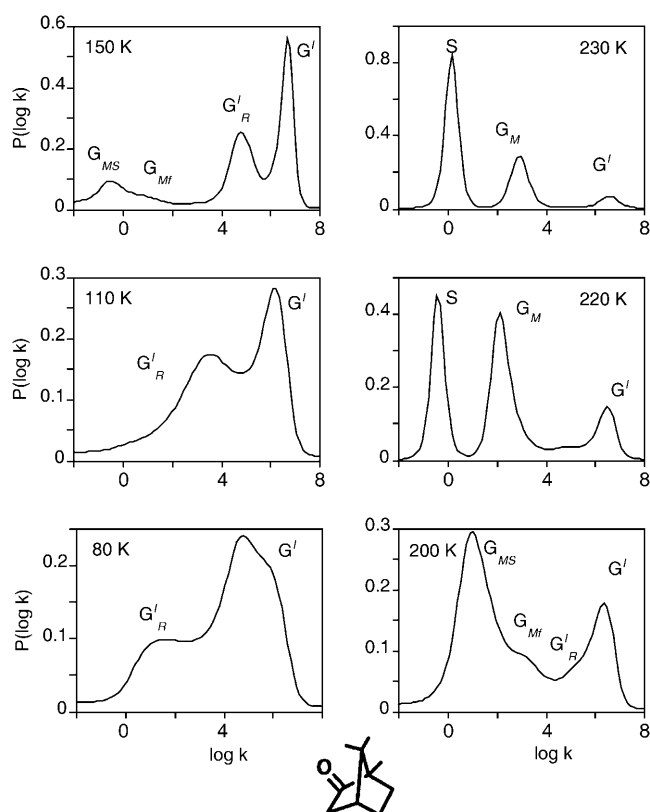 0.6
150 K
G^I
P(log k)
0.4
G^I_R
0.2
G_MS
G_Mf
0
0 4 8
S
230 K
0.8
G_M
0.4
G^I
0
0 4 8
0.3
110 K
G^I
P(log k)
0.2
G^I_R
0.1
0
0 4 8
S
220 K
0.4
G_M
G^I
0.2
0
0 4 8
80 K
G^I
0.2
P(log k)
G^I_R
0.1
0
0 4 8
log k
0.3
200 K
G_MS
G^I
0.2
G_Mf
G^I_R
0.1
0
0 4 8
log k
O